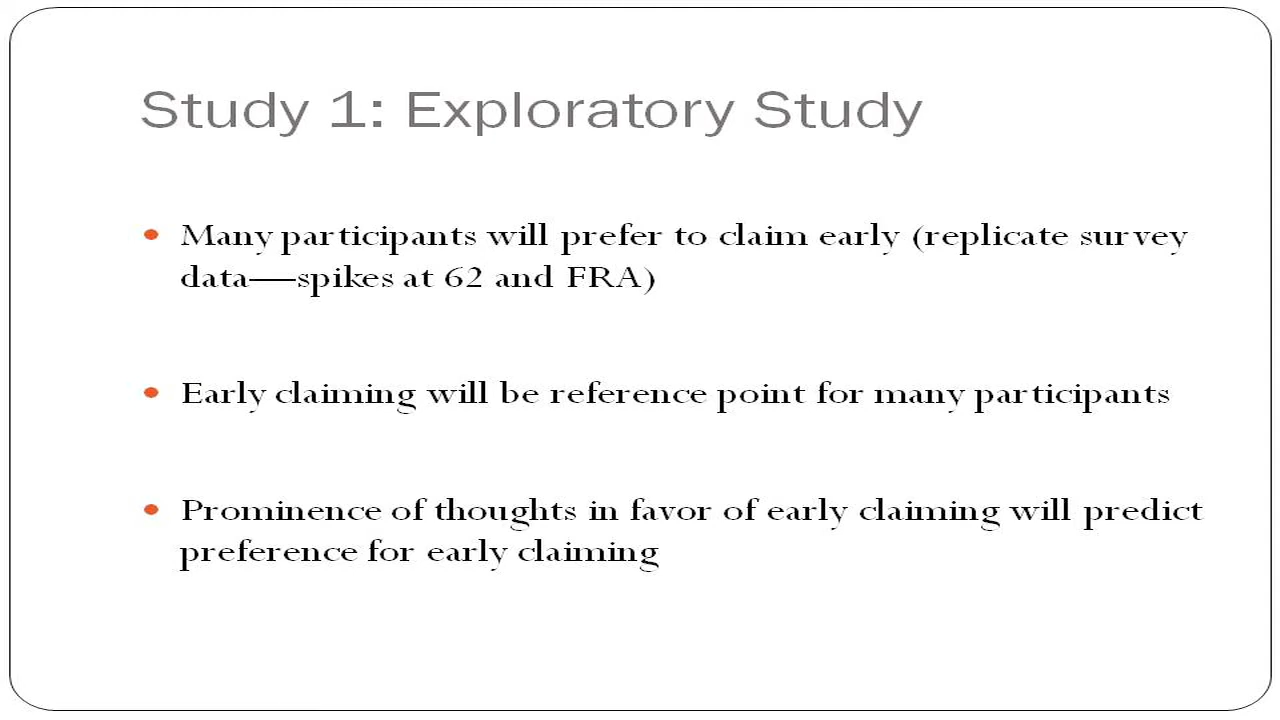 Study 1: Exploratory Study
• Many participants will prefer to claim early (replicate survey
data—spikes at 62 and FRA)
• Early claiming will be reference point for many participants
• Prominence of thoughts in favor of early claiming will predict
preference for early claiming